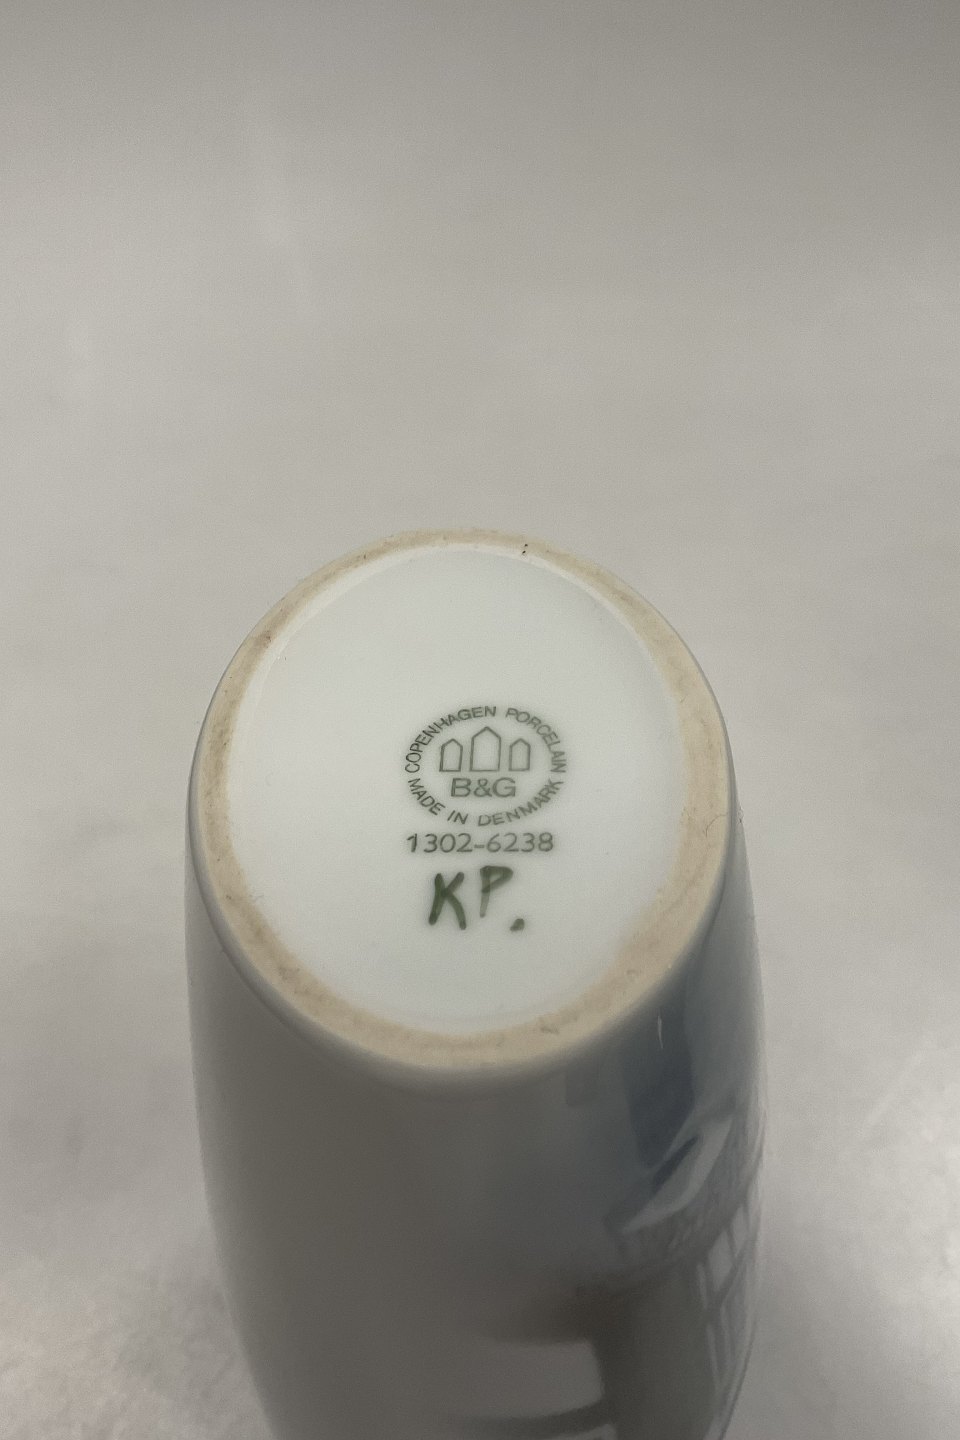 COPENHAGEN PORCELAIN
B&G
MADE IN DENMARK
1302-6238
KP.